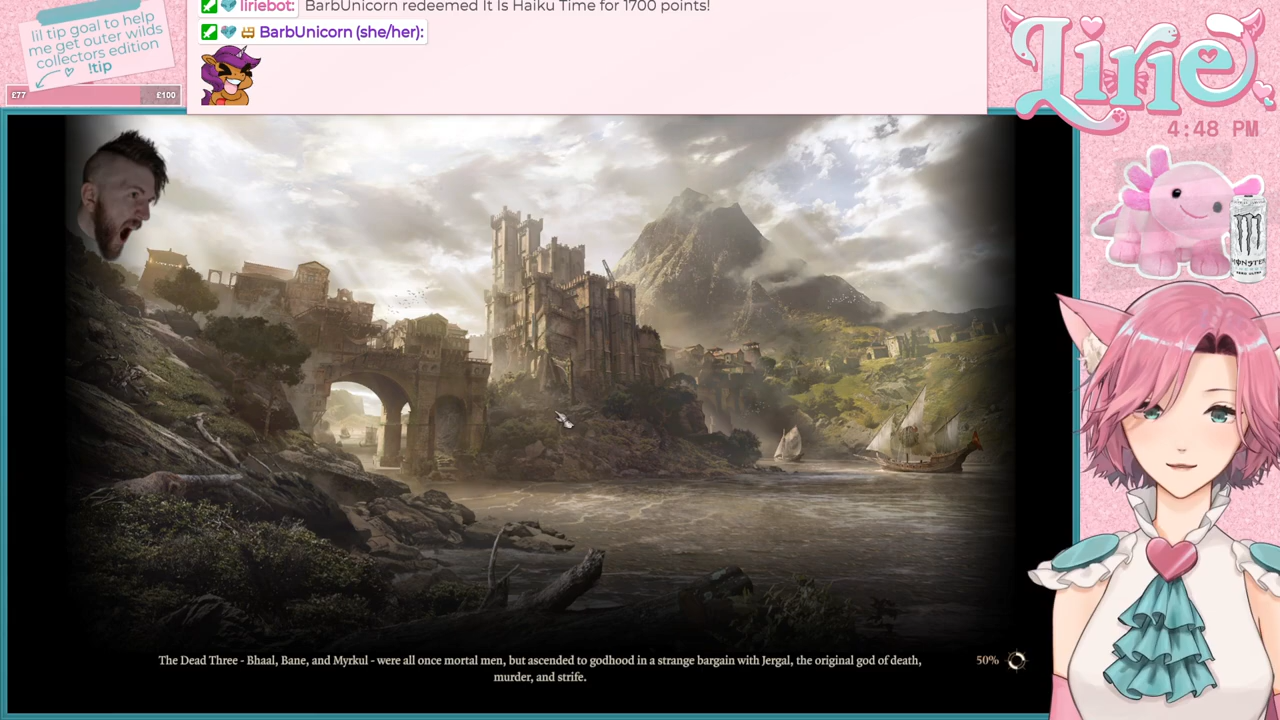 liriebot: BarbUnicorn redeemed It Is Haiku Time for 1700 points!
BarbUnicorn (she/her):
lil tip goal to help
me get outer wilds
collectors edition
!tip
£77
£100
Lirie
4:48 PM
MONSTER
The Dead Three - Bhaal, Bane, and Myrkul - were all once mortal men, but ascended to godhood in a strange bargain with Jergal, the original god of death,
murder, and strife.
50%